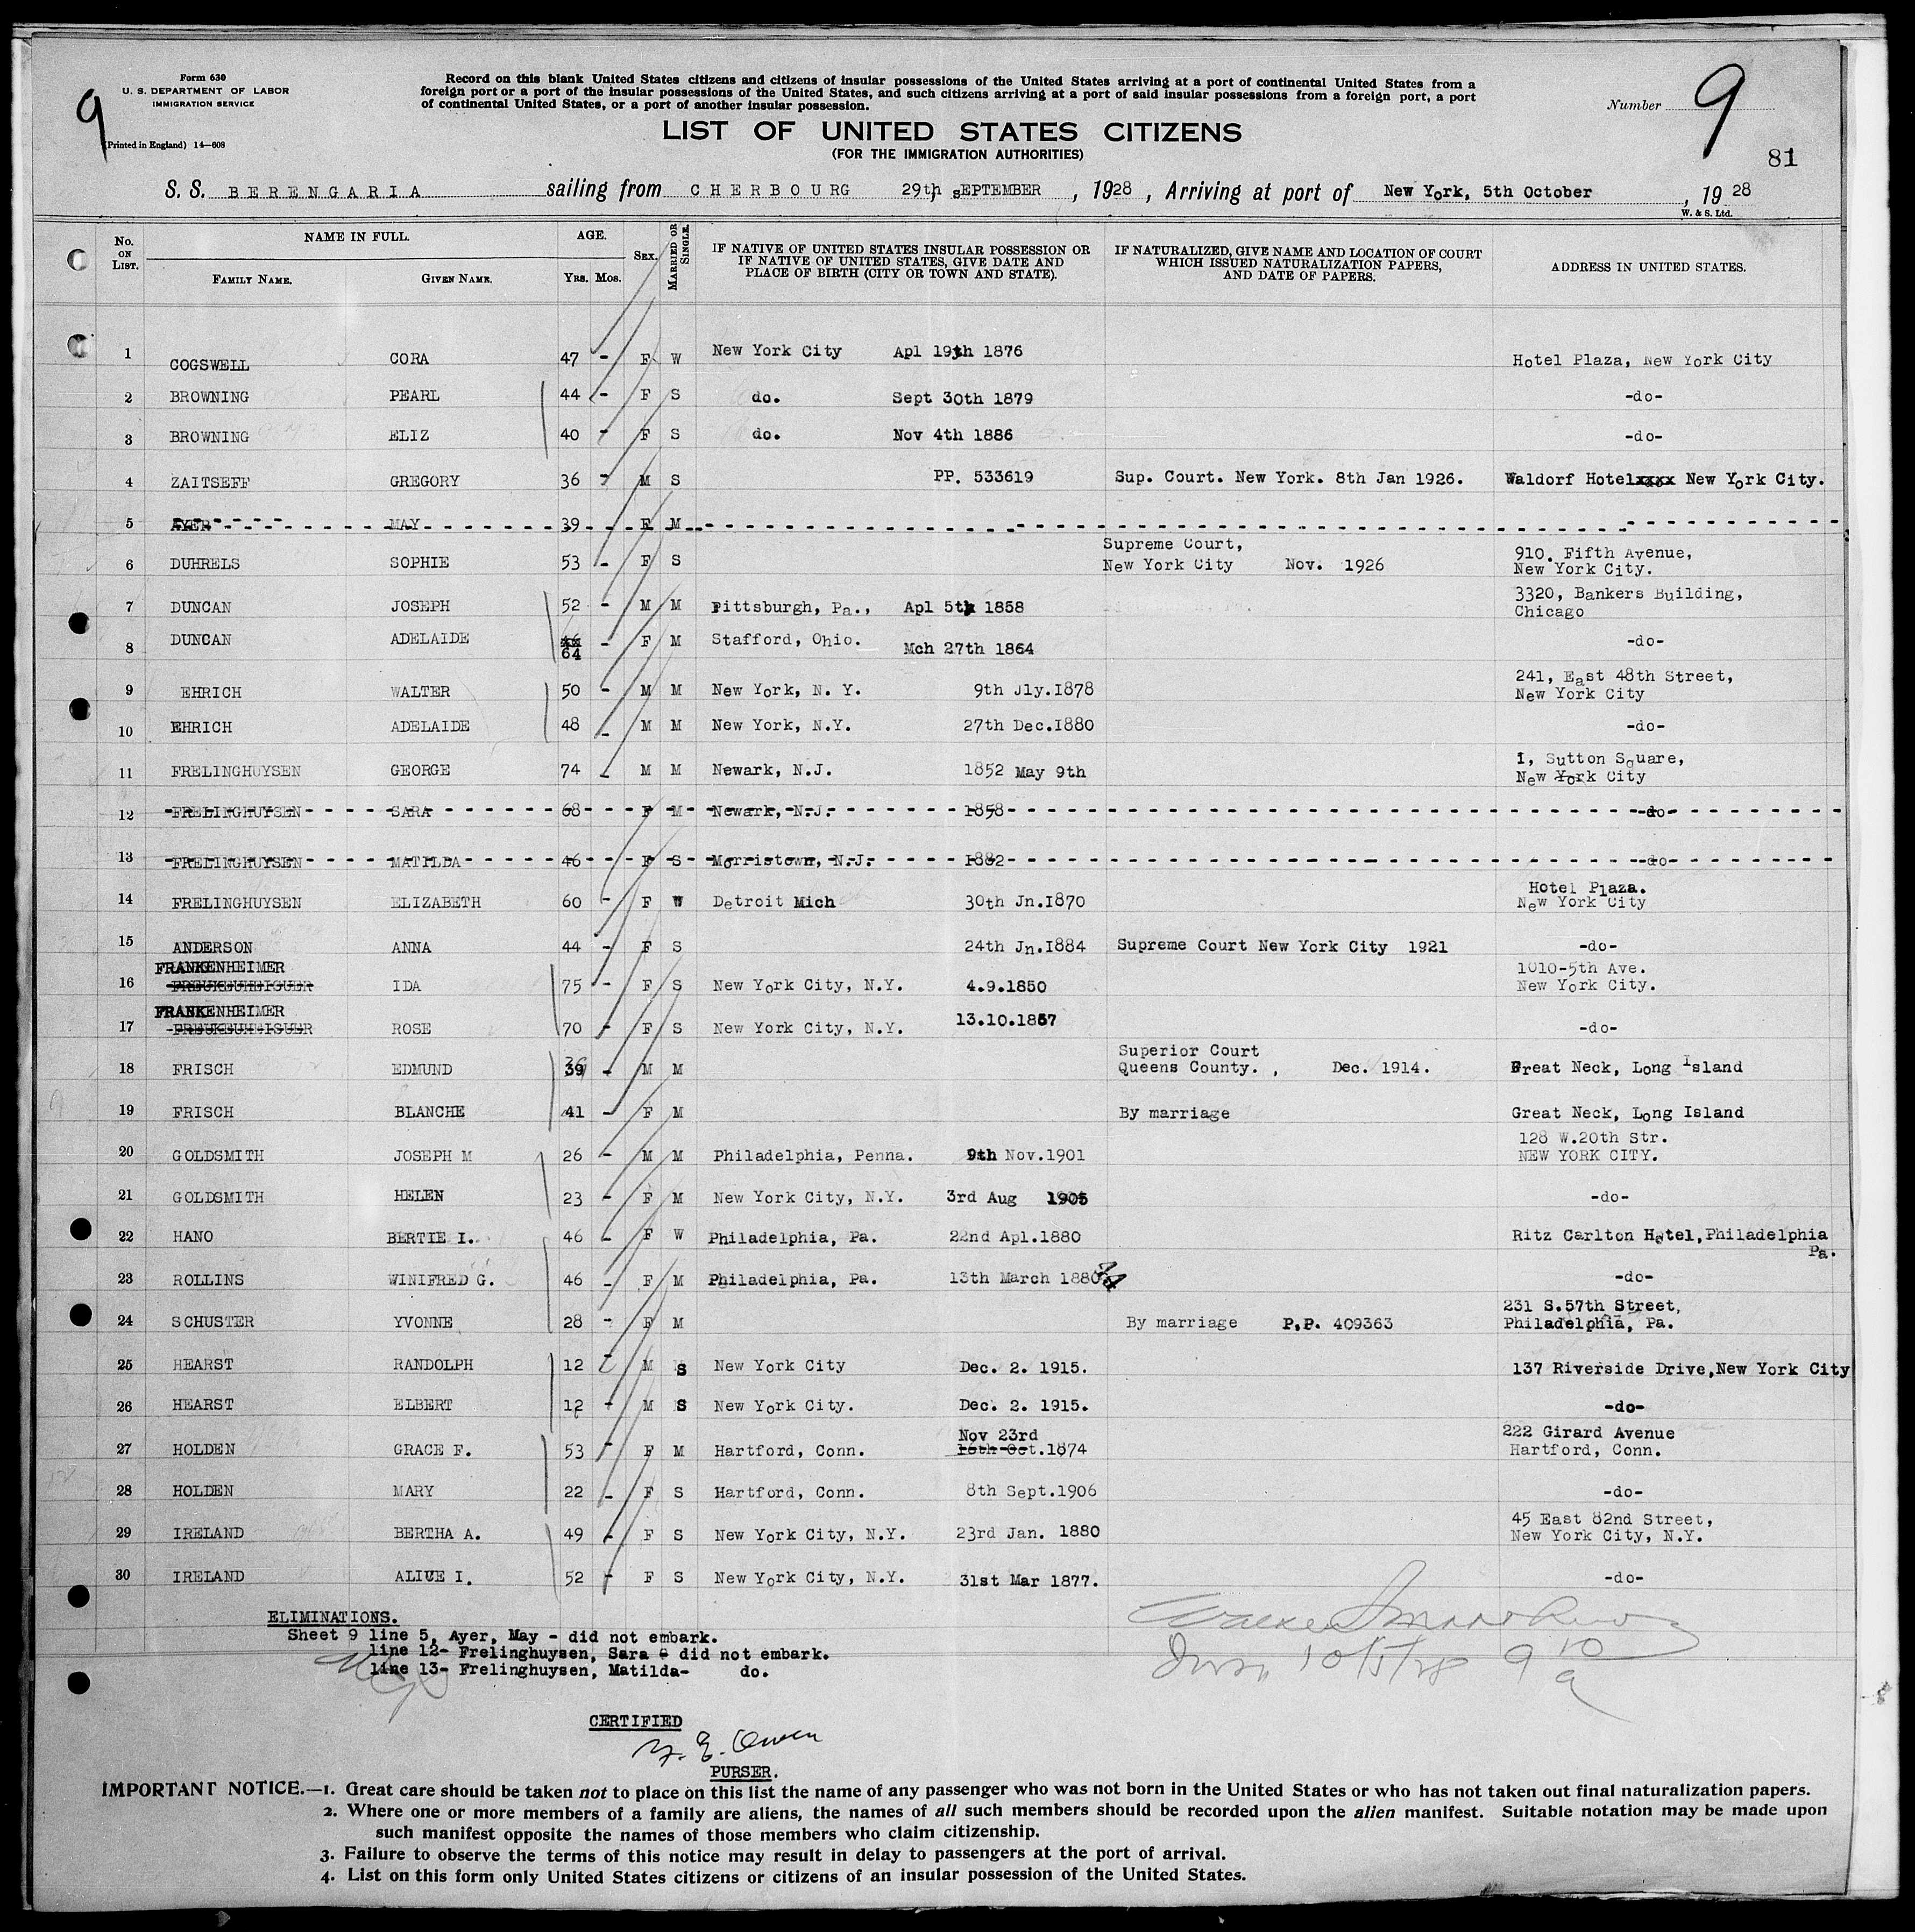 Form 630
U. S. DEPARTMENT OF LABOR
IMMIGRATION SERVICE
9
(Printed in England) 14—608
Record on this blank United States citizens and citizens of insular possessions of the United States arriving at a port of continental United States from a
foreign port or a port of the insular possessions of the United States, and such citizens arriving at a port of said insular possessions from a foreign port, a port
of continental United States, or a port of another insular possession.
Number 9
LIST OF UNITED STATES CITIZENS
(FOR THE IMMIGRATION AUTHORITIES)
81
S. S. BERENGARIA sailing from CHERBOURG 29th sEPTEMBER, 1928, Arriving at port of New York, 5th October, 1928
W. & S. Ltd.
No. ON LIST. NAME IN FULL. FAMILY NAME. GIVEN NAME. AGE. YRS. MOS. SEX. MARRIED OR SINGLE. IF NATIVE OF UNITED STATES INSULAR POSSESSION OR IF NATIVE OF UNITED STATES, GIVE DATE AND PLACE OF BIRTH (CITY OR TOWN AND STATE). IF NATURALIZED, GIVE NAME AND LOCATION OF COURT WHICH ISSUED NATURALIZATION PAPERS, AND DATE OF PAPERS. ADDRESS IN UNITED STATES.
1 COGSWELL CORA 47 - F W New York City Apl 19th 1876 Hotel Plaza, New York City
2 BROWNING PEARL 44 - F S do. Sept 30th 1879 -do-
3 BROWNING ELIZ 40 - F S do. Nov 4th 1886 -do-
4 ZAITSEFF GREGORY 36 - M S PP. 533619 Sup. Court. New York. 8th Jan 1926. Waldorf Hotelxxxx New York City.
5 AYER MAY 39 F M
6 DUHRELS SOPHIE 53 - F S Supreme Court, New York City Nov. 1926 910. Fifth Avenue, New York City.
7 DUNCAN JOSEPH 52 - M M Pittsburgh, Pa., Apl 5th 1858 3320, Bankers Building, Chicago
8 DUNCAN ADELAIDE 64 - F M Stafford, Ohio. Mch 27th 1864 -do-
9 EHRICH WALTER 50 - M M New York, N. Y. 9th Jly.1878 241, East 48th Street, New York City
10 EHRICH ADELAIDE 48 - M M New York, N.Y. 27th Dec.1880 -do-
11 FRELINGHUYSEN GEORGE 74 - M M Newark, N.J. 1852 May 9th 1, Sutton Square, New York City
12 FRELINGHUYSEN SARA 68 F M Newark, N.J. 1858 -do-
13 FRELINGHUYSEN MATILDA 46 F S Morristown, N.J. 1882 -do-
14 FRELINGHUYSEN ELIZABETH 60 - F W Detroit Mich 30th Jn.1870 Hotel Plaza. New York City
15 ANDERSON ANNA 44 - F S 24th Jn.1884 Supreme Court New York City 1921 -do-
16 FRANKENHEIMER IDA 75 - F S New York City, N.Y. 4.9.1850 1010-5th Ave. New York City.
17 FRANKENHEIMER ROSE 70 - F S New York City, N.Y. 13.10.1857 -do-
18 FRISCH EDMUND 39 - M M Superior Court Queens County. , Dec. 1914. Freat Neck, Long Island
19 FRISCH BLANCHE 41 - F M By marriage Great Neck, Long Island
20 GOLDSMITH JOSEPH M 26 - M M Philadelphia, Penna. 9th Nov.1901 128 W.20th Str. NEW YORK CITY.
21 GOLDSMITH HELEN 23 - F M New York City, N.Y. 3rd Aug 1905 -do-
22 HANO BERTIE I. 46 - F W Philadelphia, Pa. 22nd Apl.1880 Ritz Carlton Hotel,Philadelphia Pa.
23 ROLLINS WINIFRED G. 46 - F M Philadelphia, Pa. 13th March 1880 -do-
24 SCHUSTER YVONNE 28 - F M By marriage P.P. 409363 231 S.57th Street, Philadelphia, Pa.
25 HEARST RANDOLPH 12 - M S New York City Dec. 2. 1915. 137 Riverside Drive,New York City
26 HEARST ELBERT 12 - M S New York City. Dec. 2. 1915. -do-
27 HOLDEN GRACE F. 53 - F M Hartford, Conn. Nov 23rd 16th Oct.1874 222 Girard Avenue Hartford, Conn.
28 HOLDEN MARY 22 - F S Hartford, Conn. 8th Sept.1906 -do-
29 IRELAND BERTHA A. 49 - F S New York City, N.Y. 23rd Jan. 1880 45 East 82nd Street, New York City, N.Y.
30 IRELAND ALICE I. 52 - F S New York City, N.Y. 31st Mar 1877. -do-
ELIMINATIONS.
Sheet 9 line 5, Ayer, May - did not embark.
line 12- Frelinghuysen, Sara - did not embark.
line 13- Frelinghuysen, Matilda- do.
10/5/28 9
CERTIFIED
Owen
PURSER.
IMPORTANT NOTICE.—1. Great care should be taken not to place on this list the name of any passenger who was not born in the United States or who has not taken out final naturalization papers.
2. Where one or more members of a family are aliens, the names of all such members should be recorded upon the alien manifest. Suitable notation may be made upon
such manifest opposite the names of those members who claim citizenship.
3. Failure to observe the terms of this notice may result in delay to passengers at the port of arrival.
4. List on this form only United States citizens or citizens of an insular possession of the United States.